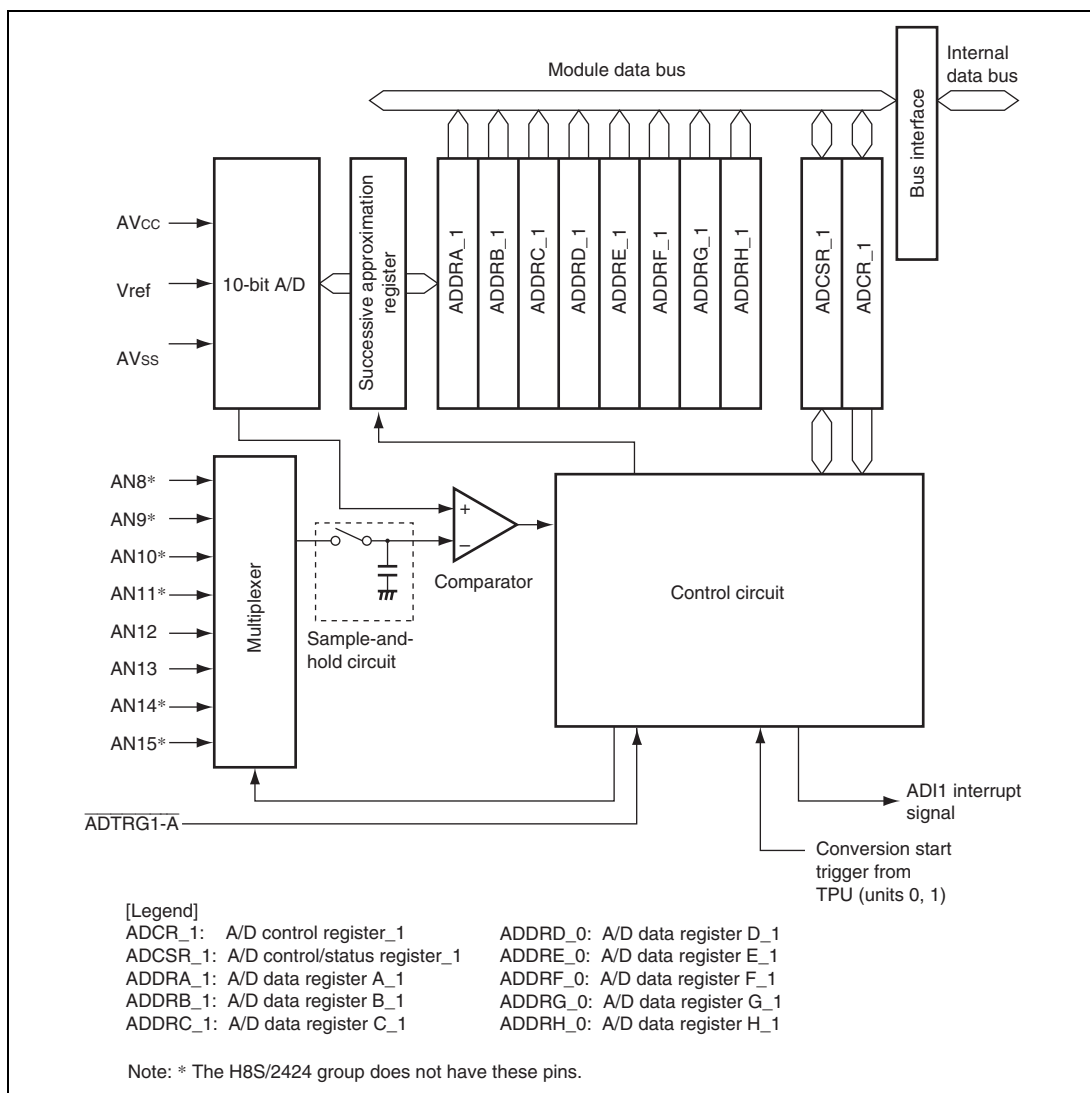 Module data bus
Internal
data bus
Bus interface
AVCC
Vref
AVSS
10-bit A/D
Successive approximation
register
ADDRA_1
ADDRB_1
ADDRC_1
ADDRD_1
ADDRE_1
ADDRF_1
ADDRG_1
ADDRH_1
ADCSR_1
ADCR_1
AN8*
AN9*
AN10*
AN11*
AN12
AN13
AN14*
AN15*
Multiplexer
+
−
Comparator
Sample-and-
hold circuit
Control circuit
ADTRG1-A
ADI1 interrupt
signal
Conversion start
trigger from
TPU (units 0, 1)
[Legend]
ADCR_1: A/D control register_1
ADCSR_1: A/D control/status register_1
ADDRA_1: A/D data register A_1
ADDRB_1: A/D data register B_1
ADDRC_1: A/D data register C_1
ADDRD_0: A/D data register D_1
ADDRE_0: A/D data register E_1
ADDRF_0: A/D data register F_1
ADDRG_0: A/D data register G_1
ADDRH_0: A/D data register H_1
Note: * The H8S/2424 group does not have these pins.